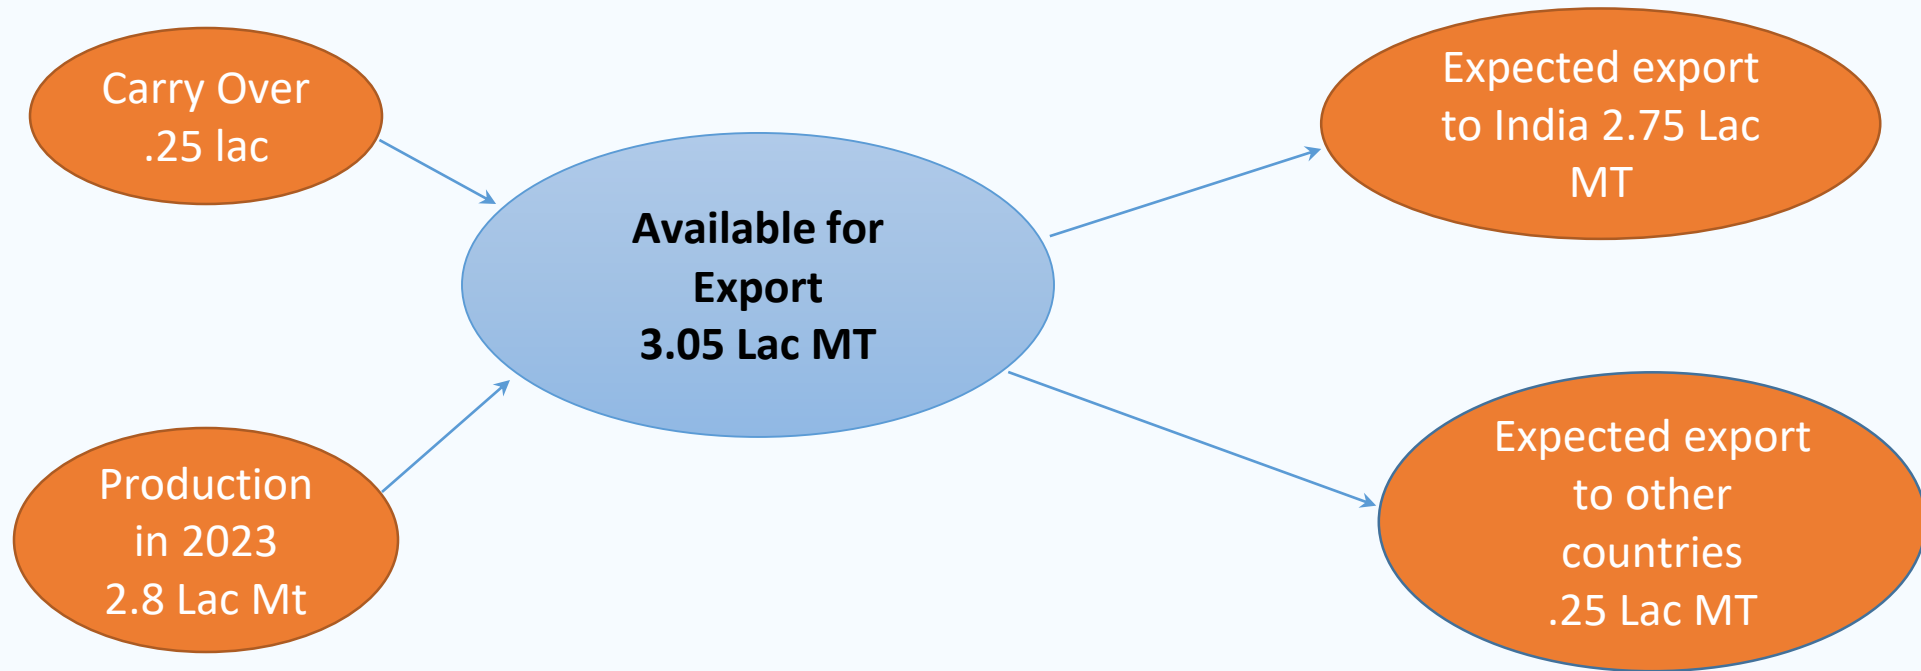 Carry Over
.25 lac
Production
in 2023
2.8 Lac Mt
Available for
Export
3.05 Lac MT
Expected export
to India 2.75 Lac
MT
Expected export
to other
countries
.25 Lac MT